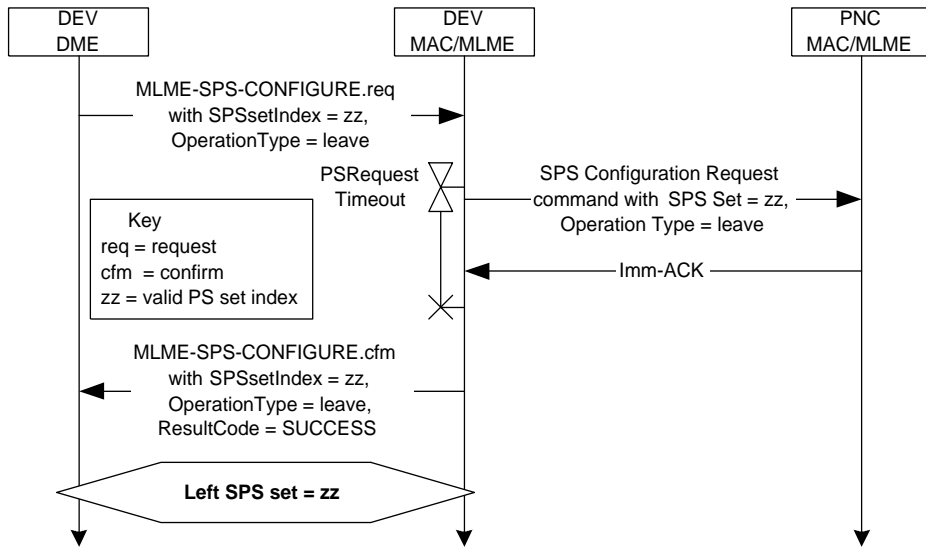 DEV
DME
DEV
MAC/MLME
PNC
MAC/MLME
MLME-SPS-CONFIGURE.req
with SPSsetIndex = zz,
OperationType = leave
PSRequest
Timeout
SPS Configuration Request
command with SPS Set = zz,
Operation Type = leave
Key
req = request
cfm = confirm
zz = valid PS set index
Imm-ACK
MLME-SPS-CONFIGURE.cfm
with SPSsetIndex = zz,
OperationType = leave,
ResultCode = SUCCESS
Left SPS set = zz